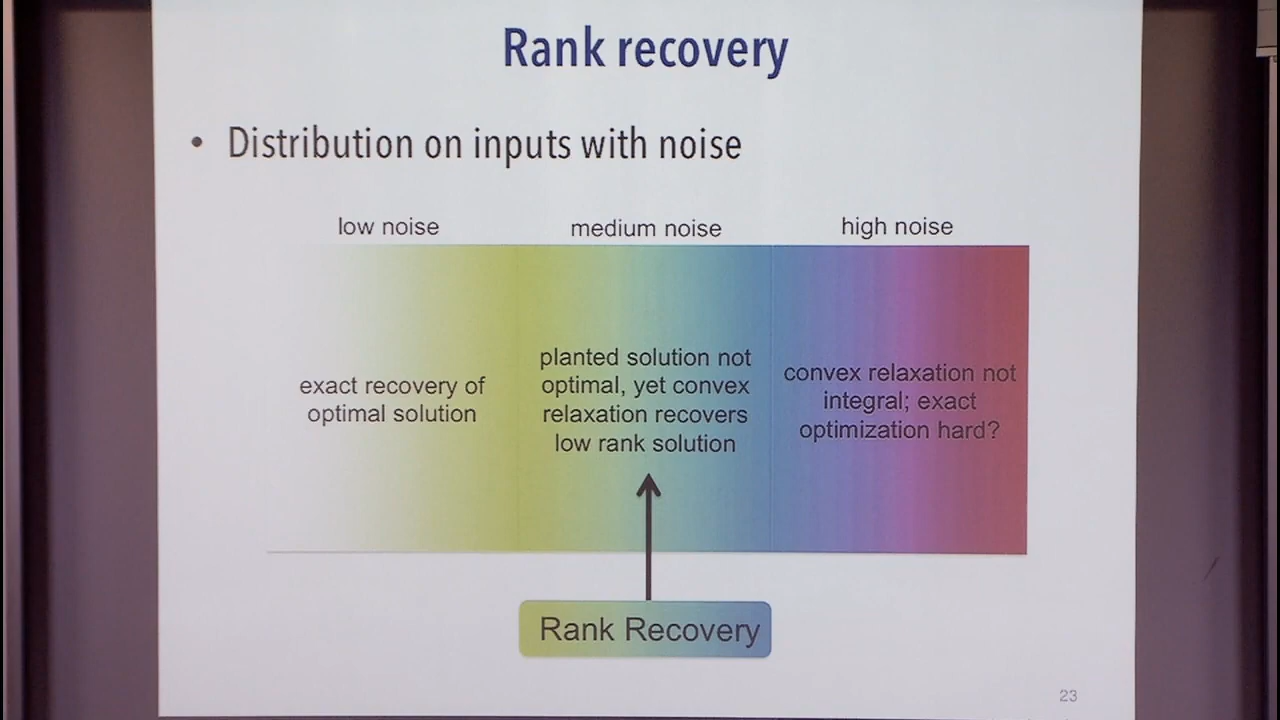 Rank recovery
• Distribution on inputs with noise
low noise
medium noise
high noise
exact recovery of
optimal solution
planted solution not
optimal, yet convex
relaxation recovers
low rank solution
convex relaxation not
integral; exact
optimization hard?
Rank Recovery
23